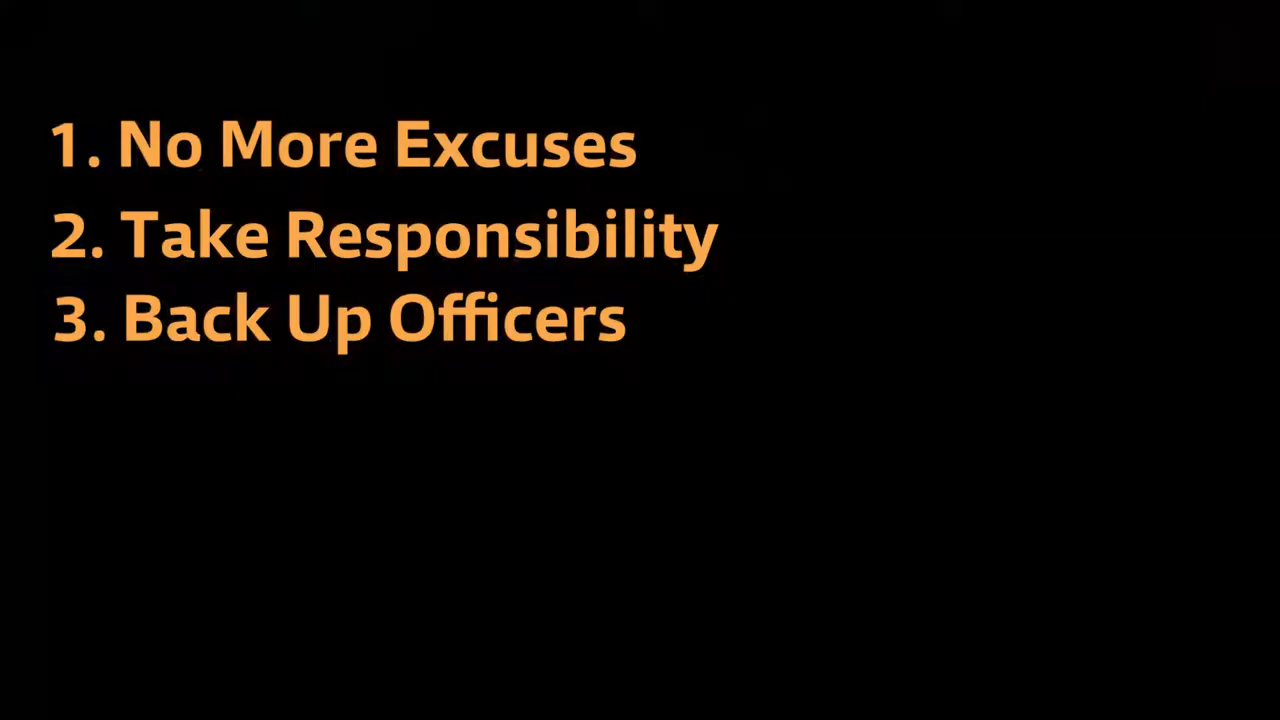 1. No More Excuses
2. Take Responsibility
3. Back Up Officers